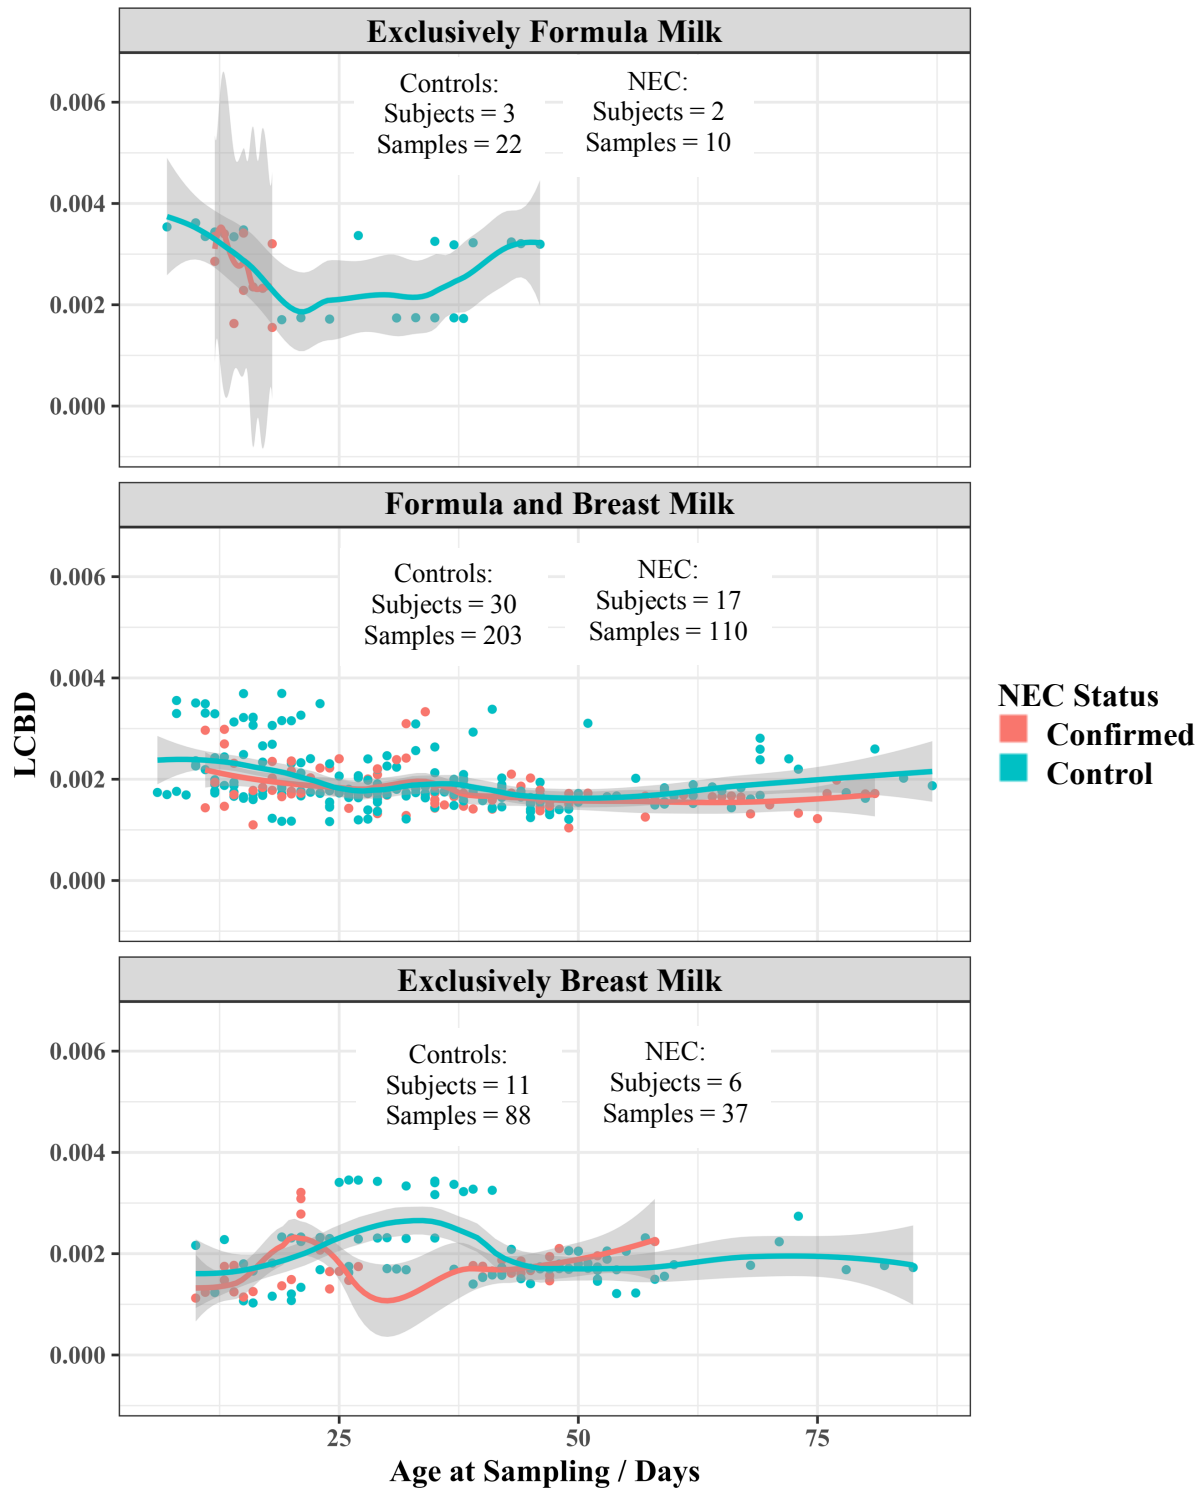 Exclusively Formula Milk
Controls:
Subjects = 3
Samples = 22
NEC:
Subjects = 2
Samples = 10
0.006
0.004
0.002
0.000
Formula and Breast Milk
Controls:
Subjects = 30
Samples = 203
NEC:
Subjects = 17
Samples = 110
0.006
0.004
0.002
0.000
LCBD
Exclusively Breast Milk
Controls:
Subjects = 11
Samples = 88
NEC:
Subjects = 6
Samples = 37
0.006
0.004
0.002
0.000
25 50 75
Age at Sampling / Days
NEC Status
Confirmed
Control